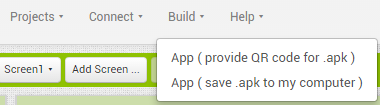 Projects Connect Build Help
Screen1 Add Screen ...
App ( provide QR code for .apk )
App ( save .apk to my computer )